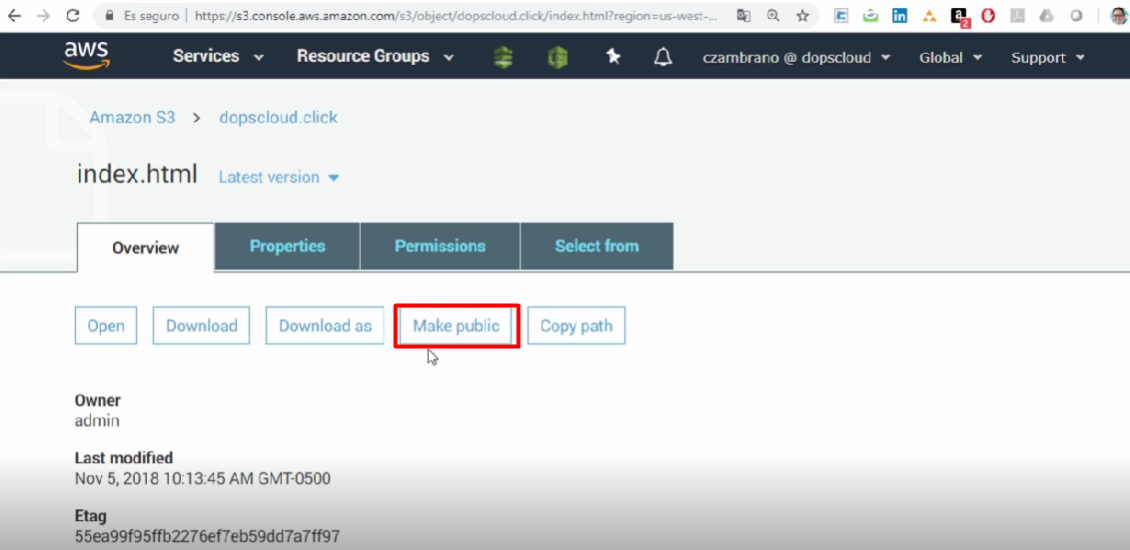 Es seguro | https://s3.console.aws.amazon.com/s3/object/dopscloud.click/index.html?region=us-west-...
2
aws Services Resource Groups czambrano @ dopscloud Global Support
Amazon S3 > dopscloud.click
index.html Latest version
Overview Properties Permissions Select from
Open Download Download as Make public Copy path
Owner
admin
Last modified
Nov 5, 2018 10:13:45 AM GMT-0500
Etag
55ea99f95ffb2276ef7eb59dd7a7ff97